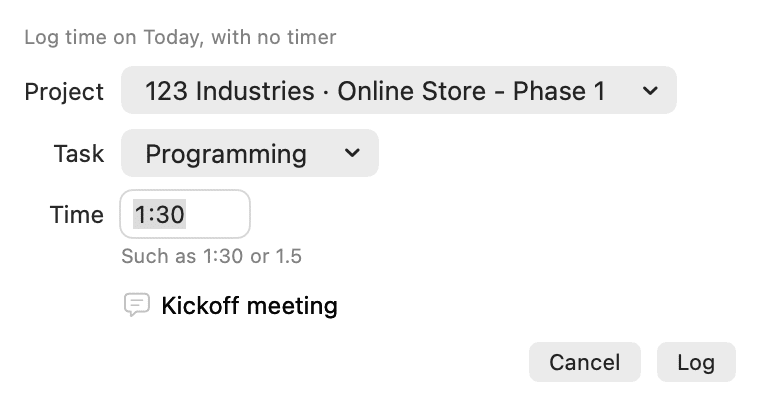 Log time on Today, with no timer
Project 123 Industries · Online Store - Phase 1
Task Programming
Time 1:30
Such as 1:30 or 1.5
Kickoff meeting
Cancel Log